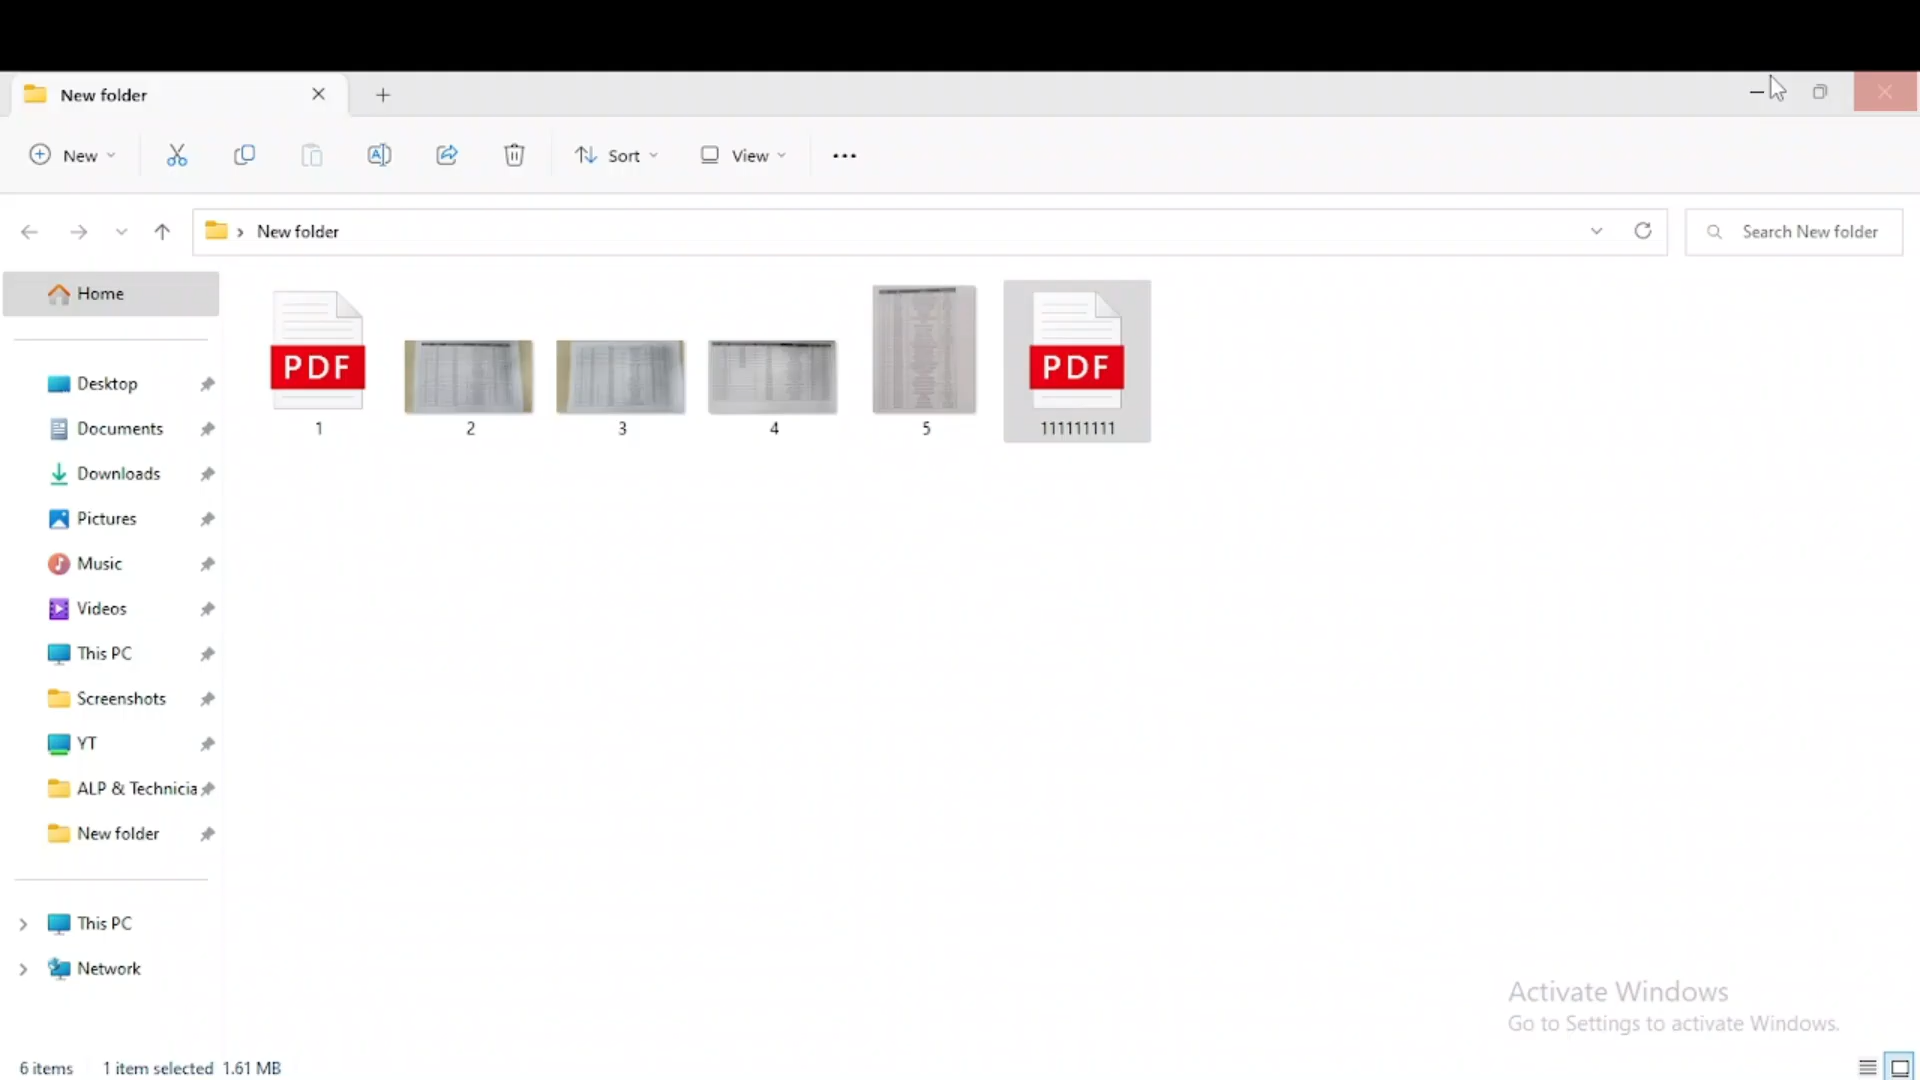 New folder
New
Sort
View
New folder
Search New folder
Home
Desktop
Documents
Downloads
Pictures
Music
Videos
This PC
Screenshots
YT
ALP & Technicia
New folder
This PC
Network
PDF
1
2
3
4
5
PDF
111111111
Activate Windows
Go to Settings to activate Windows.
6 items
1 item selected 1.61 MB